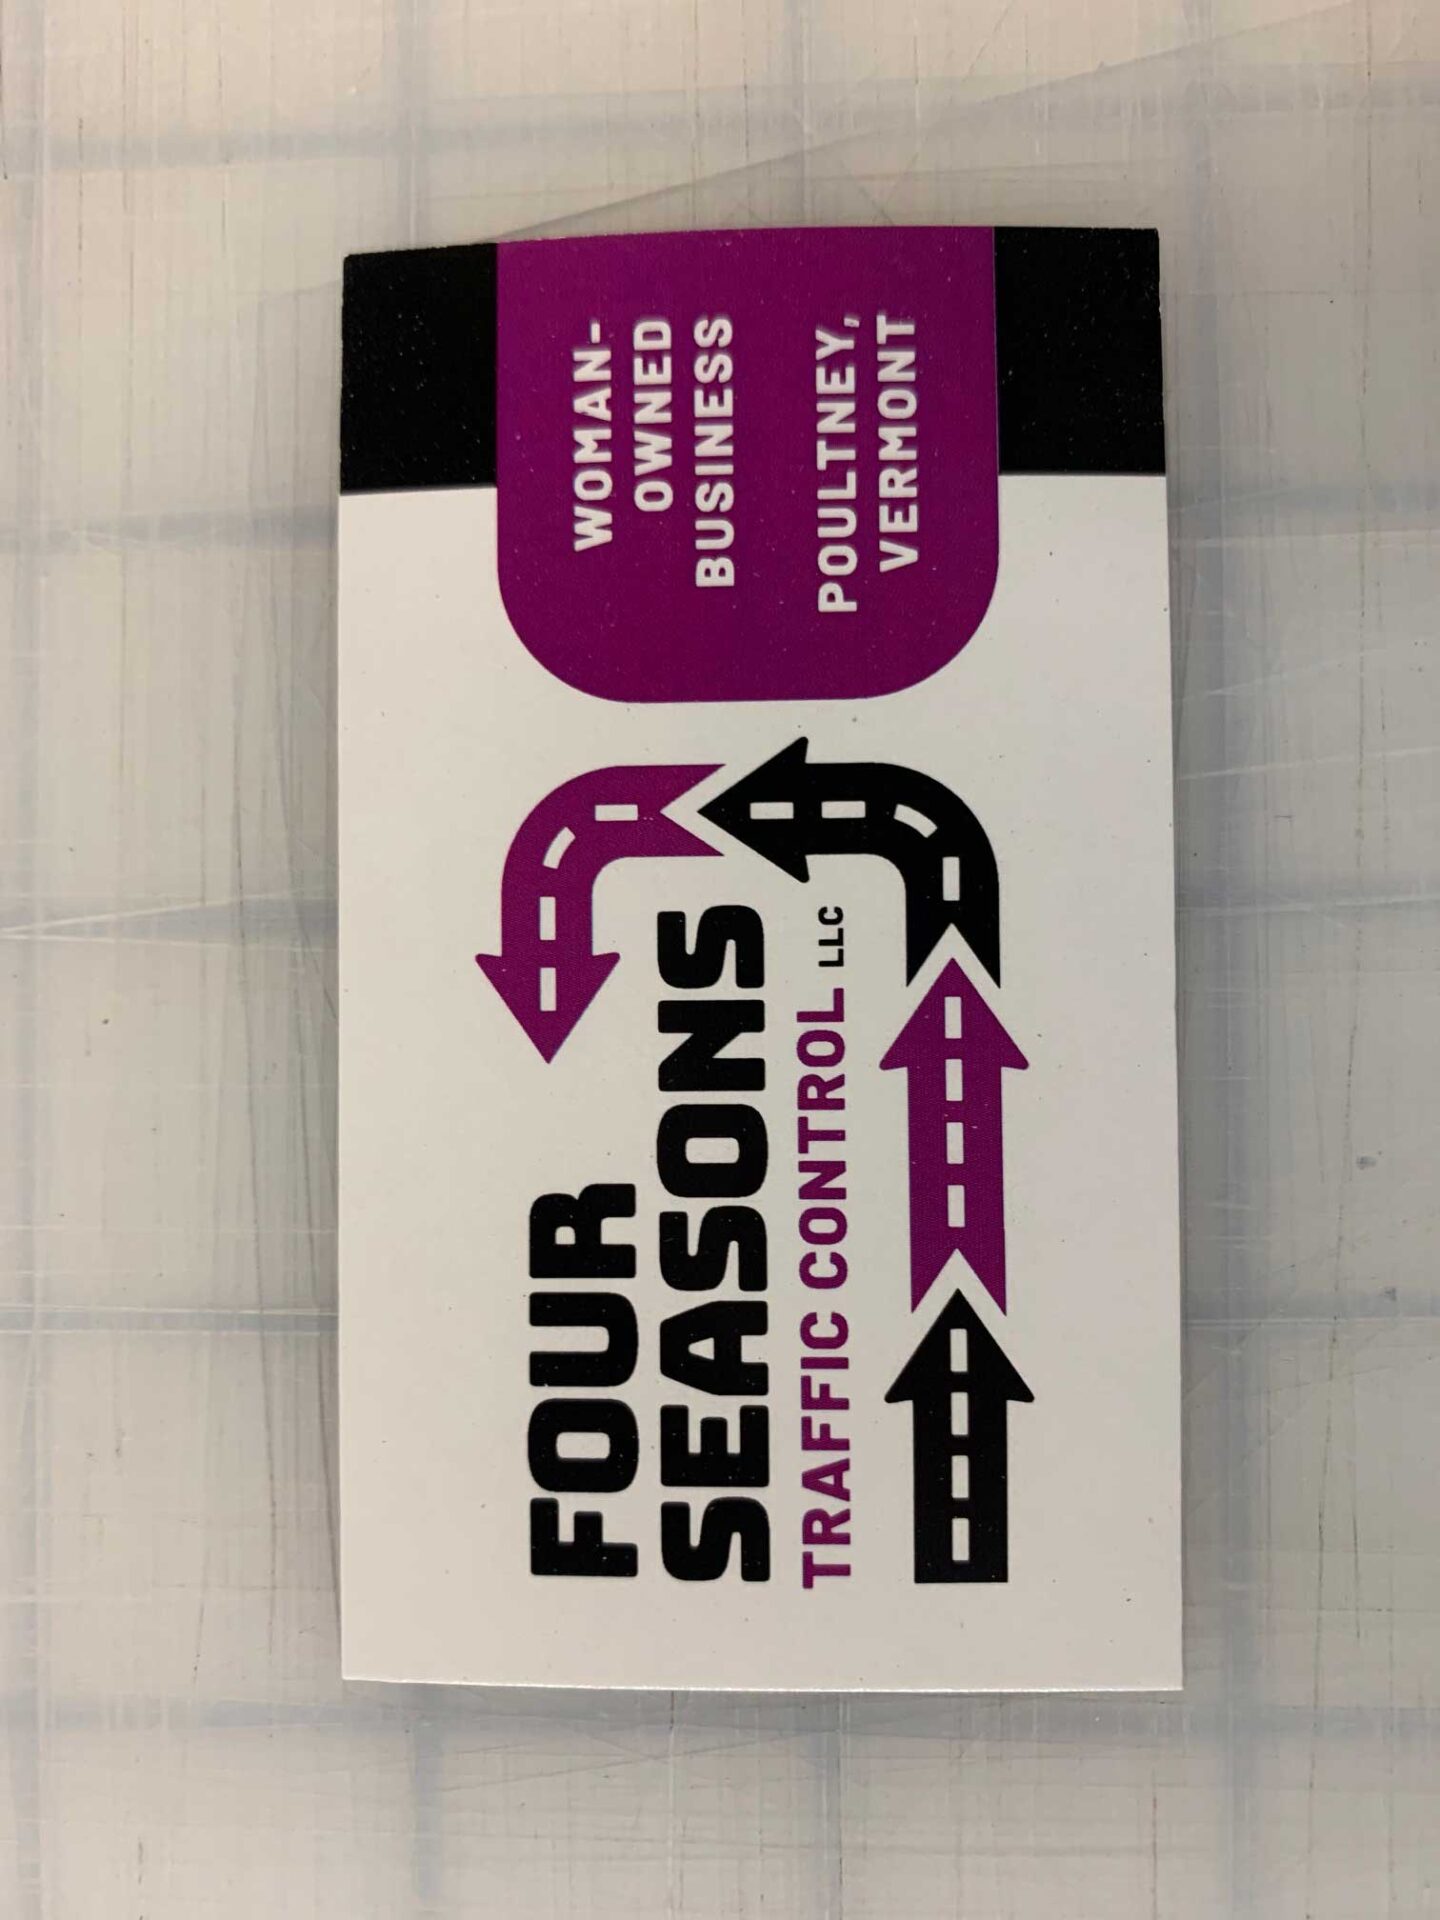 FOUR
SEASONS
TRAFFIC CONTROL LLC
WOMAN-
OWNED
BUSINESS
POULTNEY,
VERMONT